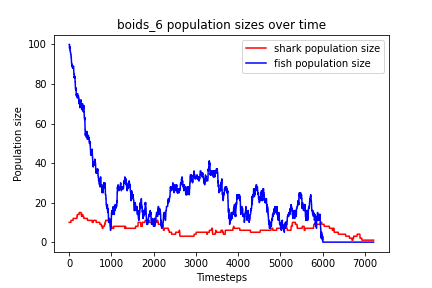 boids_6 population sizes over time
shark population size
fish population size
Population size
100
80
60
40
20
0
0 1000 2000 3000 4000 5000 6000 7000
Timesteps